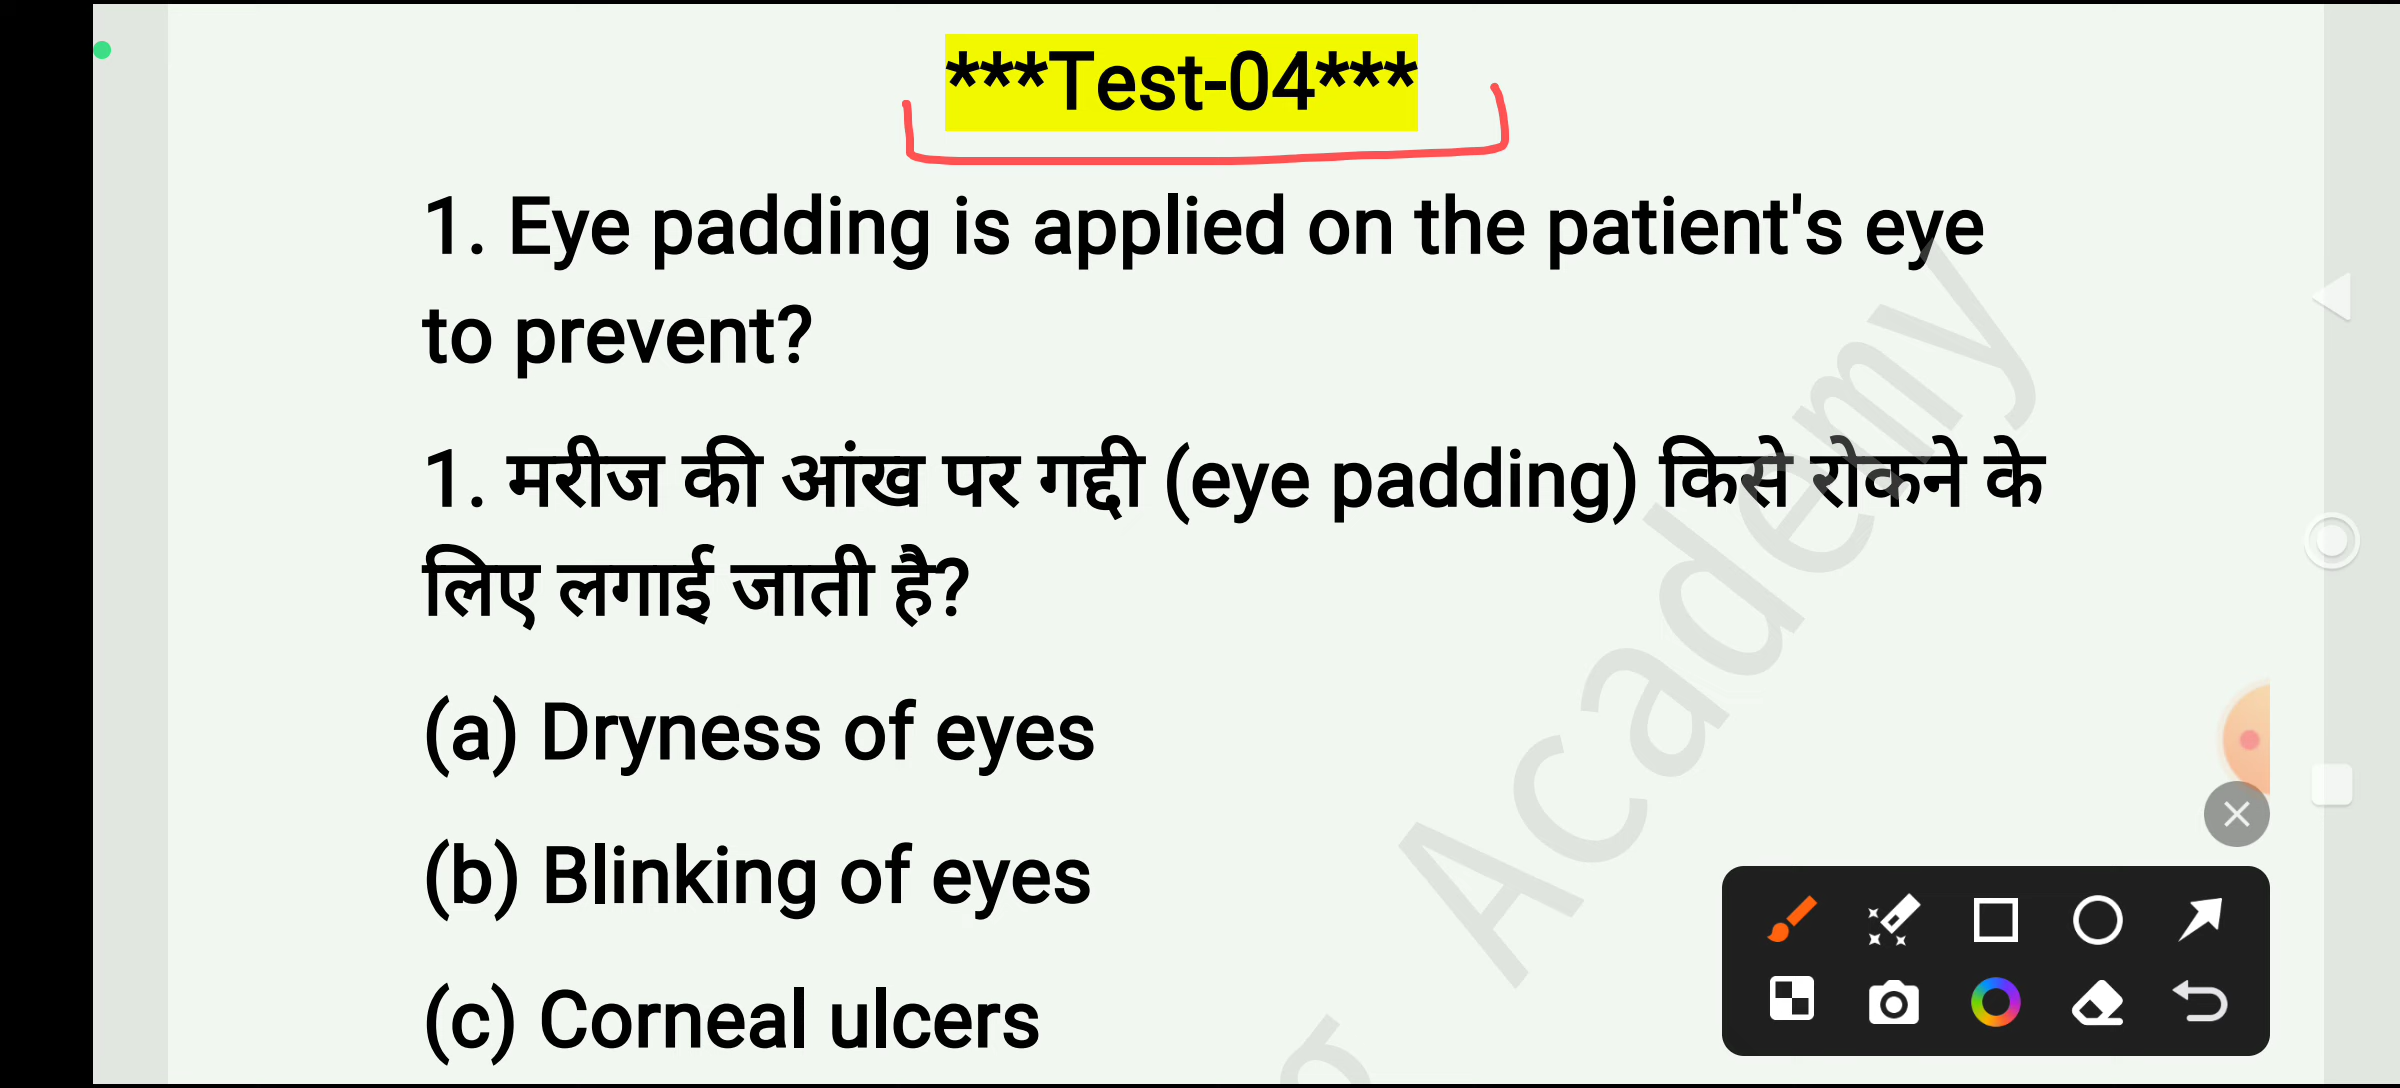 ***Test-04***
1. Eye padding is applied on the patient's eye
to prevent?
1. मरीज की आंख पर गद्दी (eye padding) किसे रोकने के
लिए लगाई जाती है?
(a) Dryness of eyes
(b) Blinking of eyes
(c) Corneal ulcers
Academy